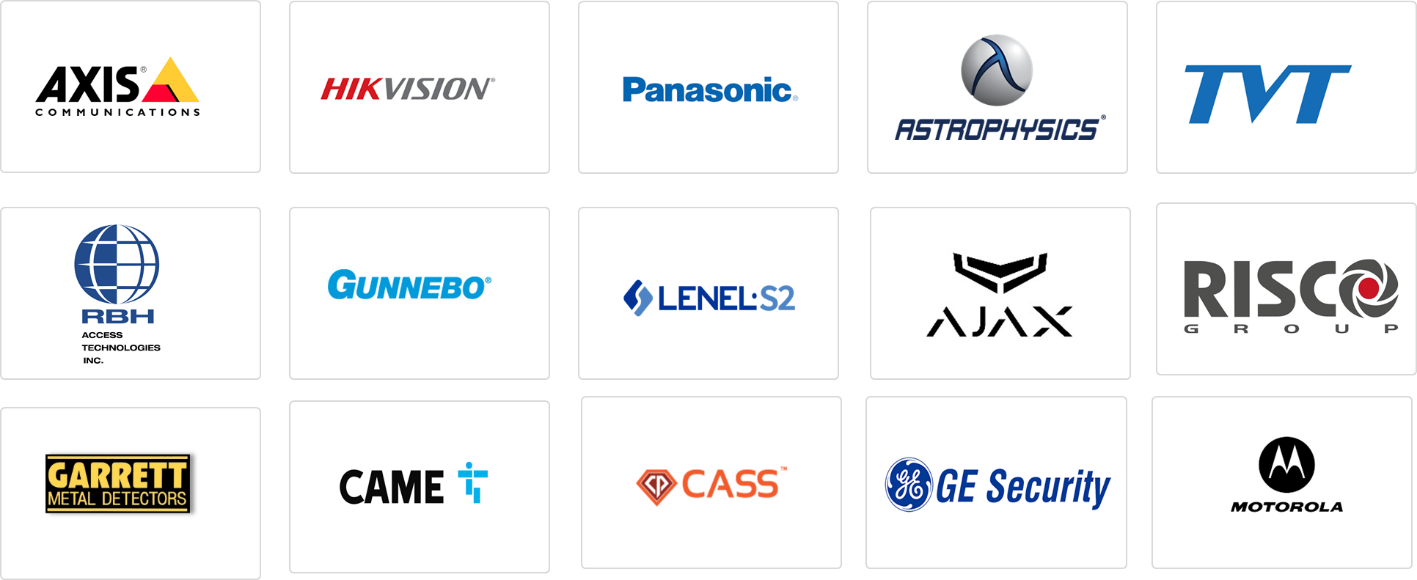 AXIS®
COMMUNICATIONS
HIKVISION®
Panasonic®
ASTROPHYSICS®
TVT
RBH
ACCESS
TECHNOLOGIES
INC.
GUNNEBO®
LENEL·S2
AJAX
RISCO
GROUP
GARRETT
METAL DETECTORS
CAME
CASS™
GE GE Security
MOTOROLA